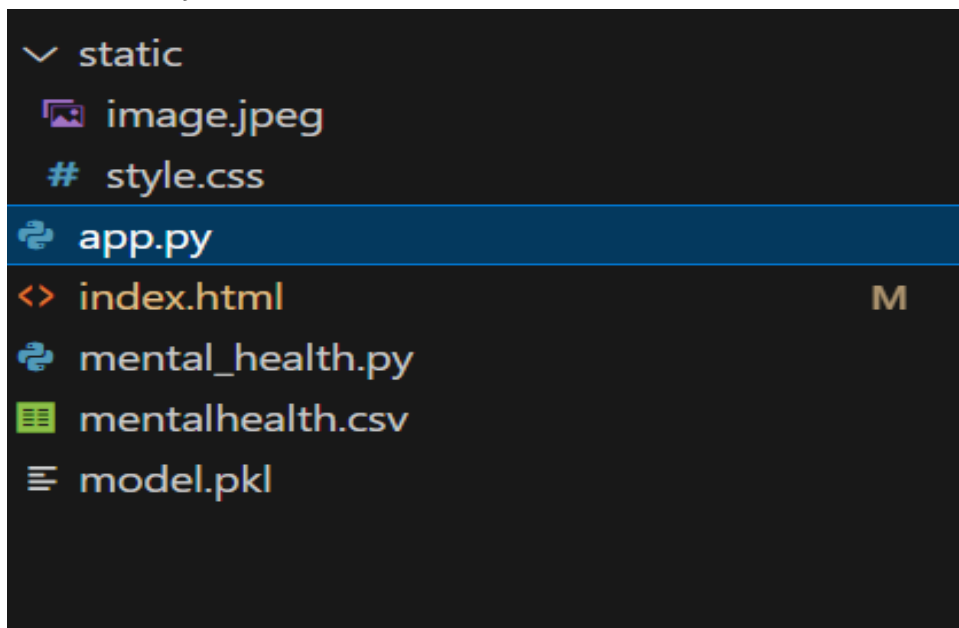 static
image.jpeg
# style.css
app.py
<> index.html M
mental_health.py
mentalhealth.csv
model.pkl